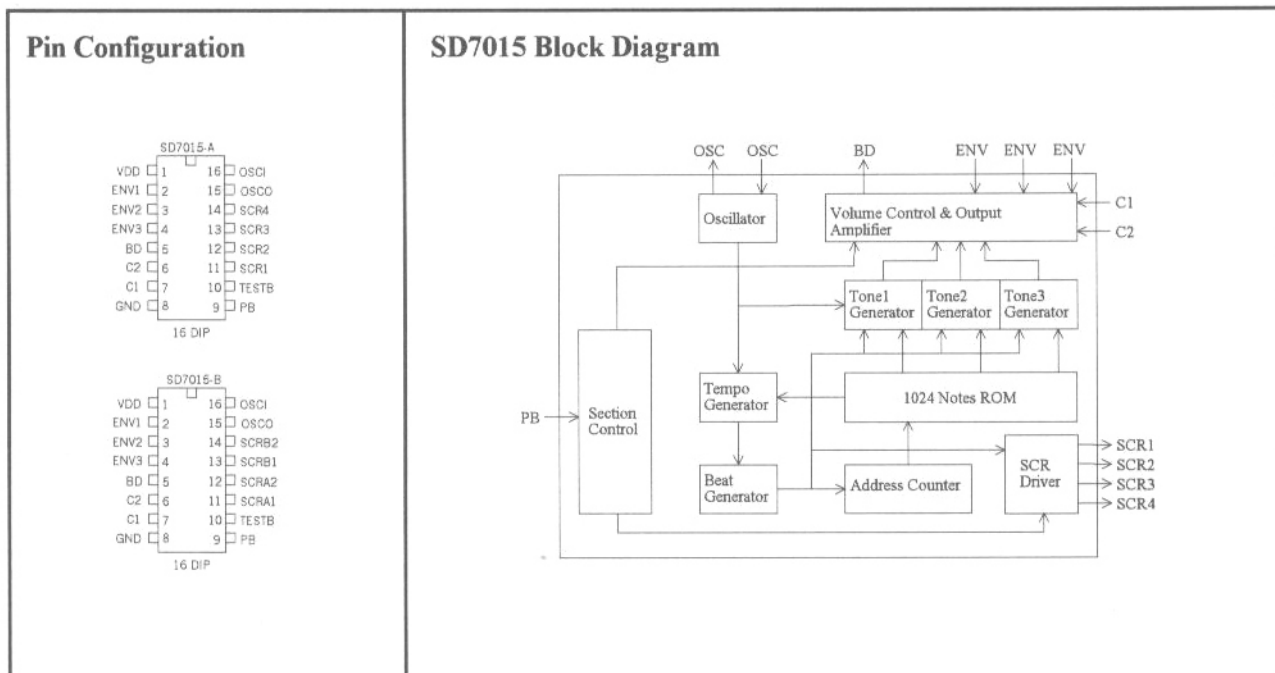 Pin Configuration
SD7015-A
VDD 1 16 OSCI
ENV1 2 15 OSCO
ENV2 3 14 SCR4
ENV3 4 13 SCR3
BD 5 12 SCR2
C2 6 11 SCR1
C1 7 10 TESTB
GND 8 9 PB
16 DIP
SD7015-B
VDD 1 16 OSCI
ENV1 2 15 OSCO
ENV2 3 14 SCRB2
ENV3 4 13 SCRB1
BD 5 12 SCRA2
C2 6 11 SCRA1
C1 7 10 TESTB
GND 8 9 PB
16 DIP
SD7015 Block Diagram
OSC OSC BD ENV ENV ENV
Oscillator
Volume Control & Output
Amplifier
C1
C2
Tone1 Tone2 Tone3
Generator Generator Generator
PB
Section
Control
Tempo
Generator
1024 Notes ROM
Beat
Generator
Address Counter
SCR
Driver
SCR1
SCR2
SCR3
SCR4